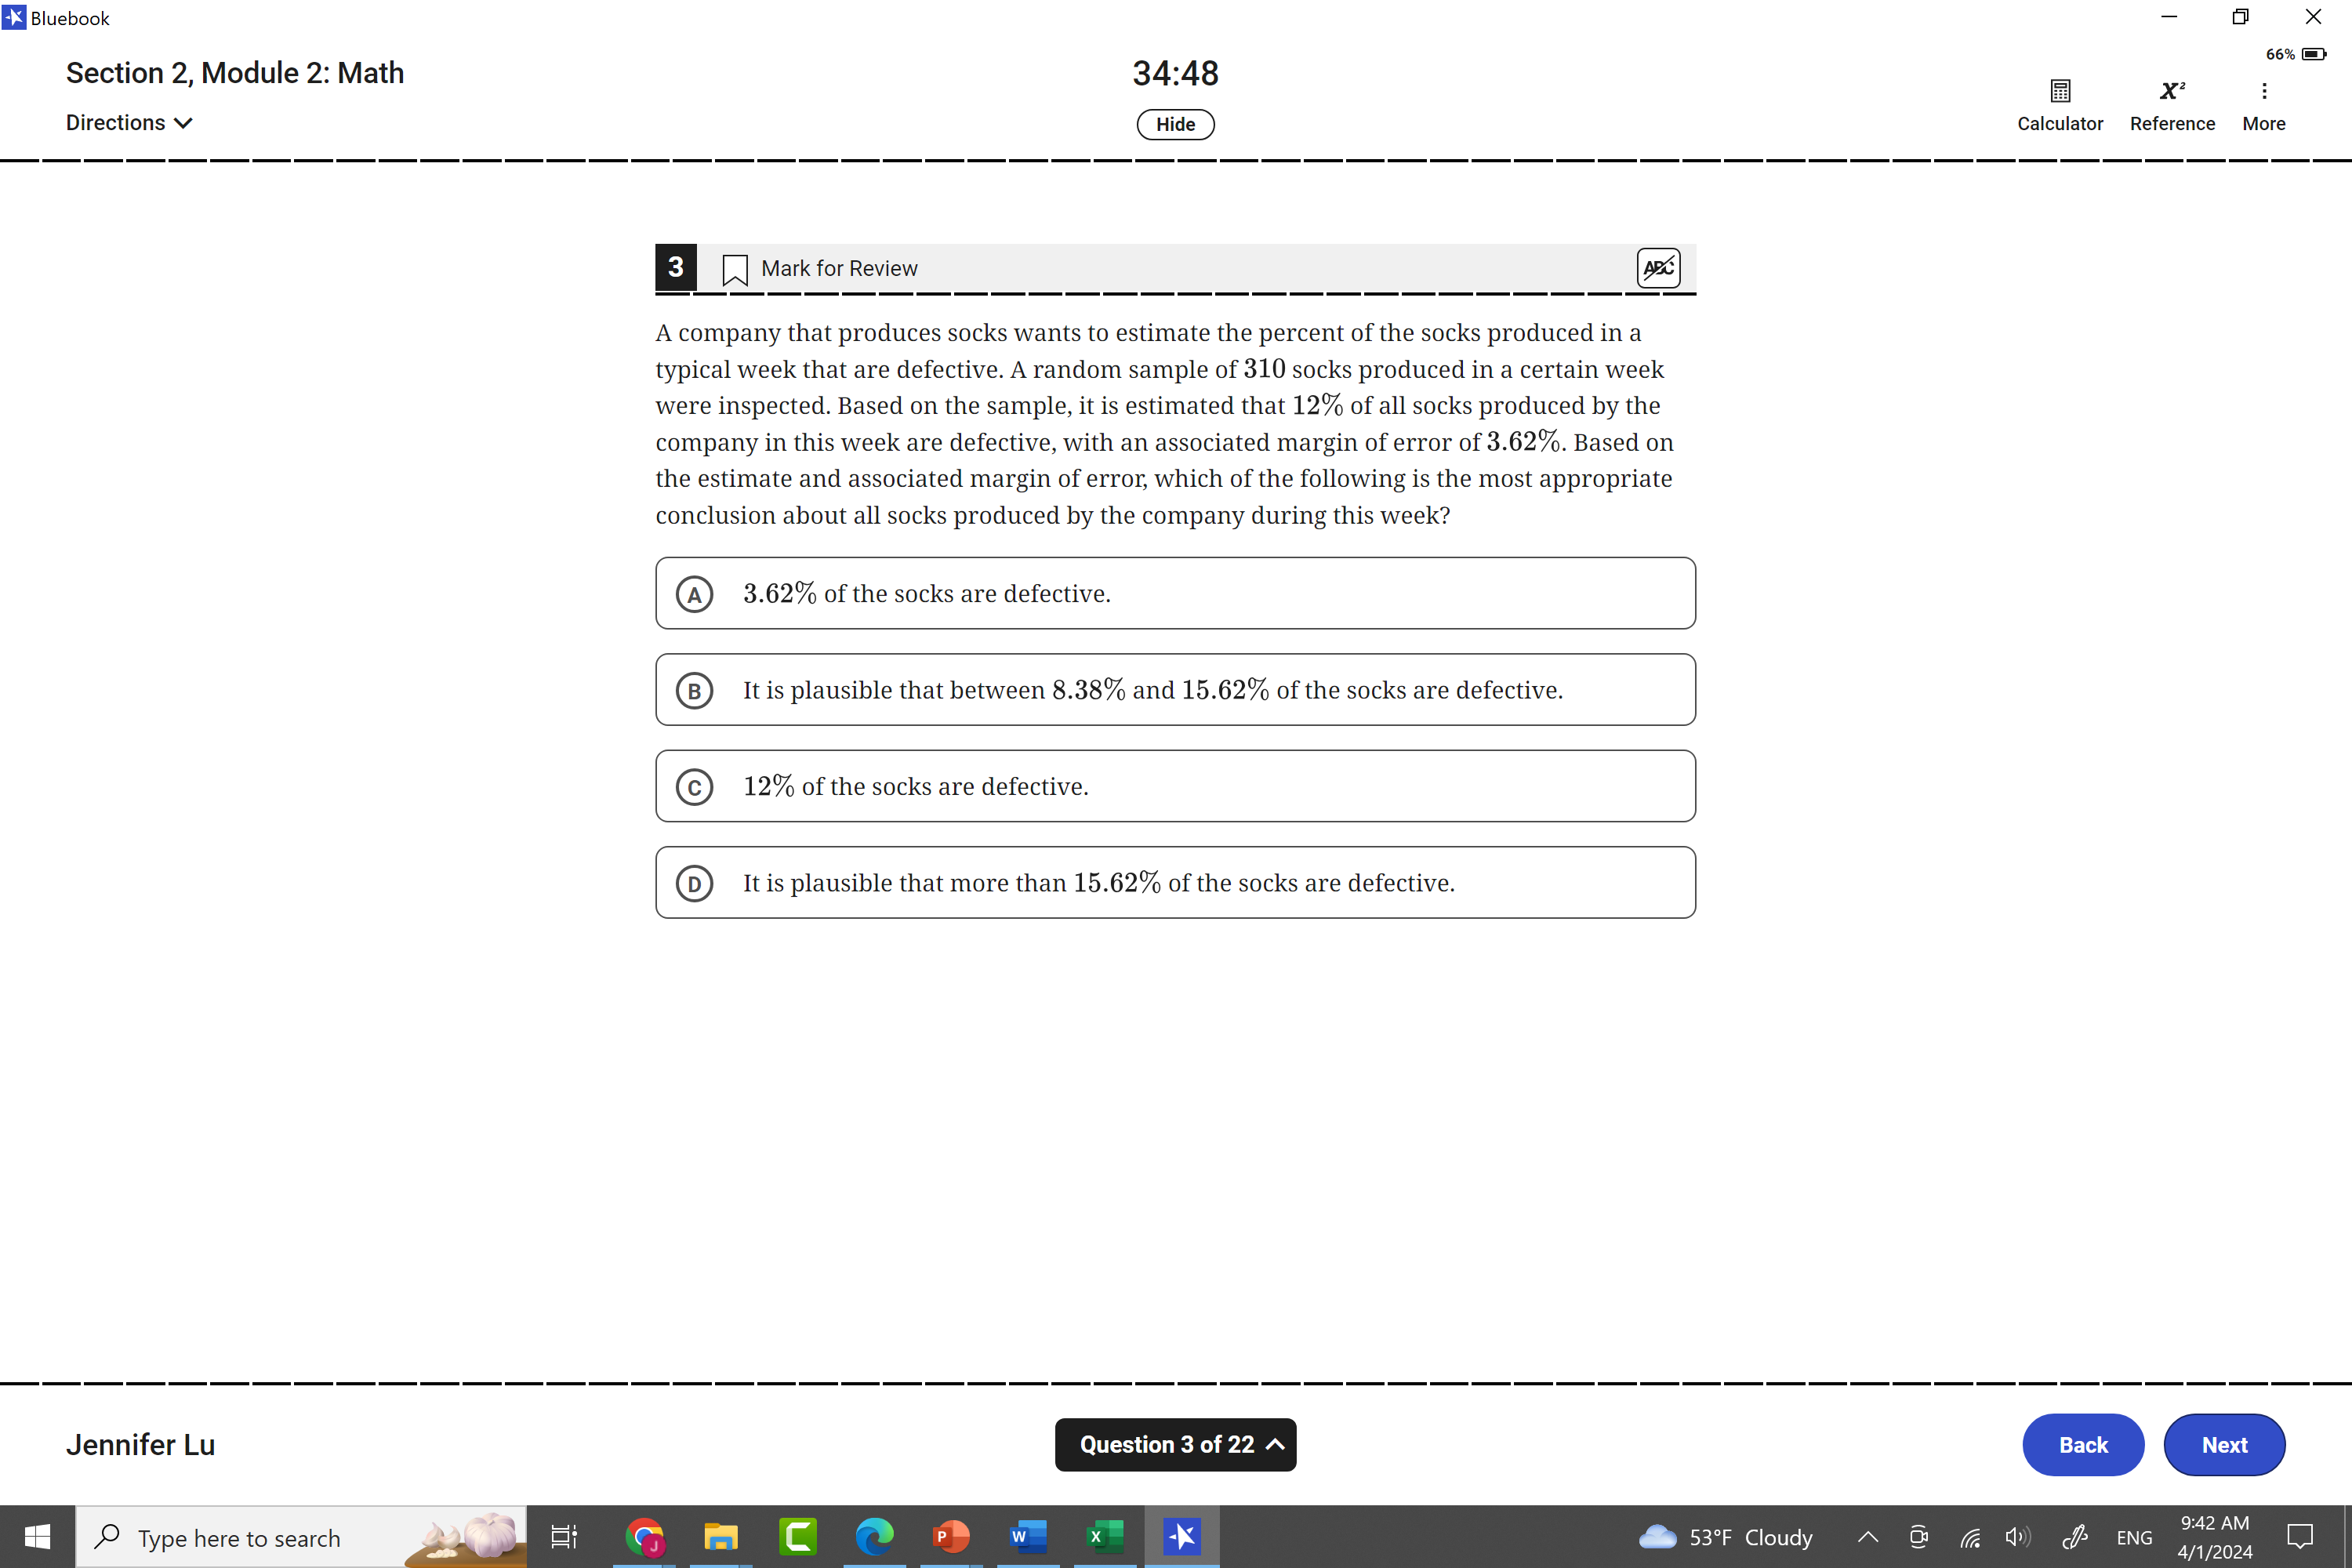 Bluebook
66%
Section 2, Module 2: Math
34:48
Directions
Hide
Calculator
x²
Reference
More
3
Mark for Review
ABC
A company that produces socks wants to estimate the percent of the socks produced in a
typical week that are defective. A random sample of 310 socks produced in a certain week
were inspected. Based on the sample, it is estimated that 12% of all socks produced by the
company in this week are defective, with an associated margin of error of 3.62%. Based on
the estimate and associated margin of error, which of the following is the most appropriate
conclusion about all socks produced by the company during this week?
A 3.62% of the socks are defective.
B It is plausible that between 8.38% and 15.62% of the socks are defective.
C 12% of the socks are defective.
D It is plausible that more than 15.62% of the socks are defective.
Jennifer Lu
Question 3 of 22
Back
Next
Type here to search
J
P
W
X
53°F Cloudy
ENG
9:42 AM
4/1/2024